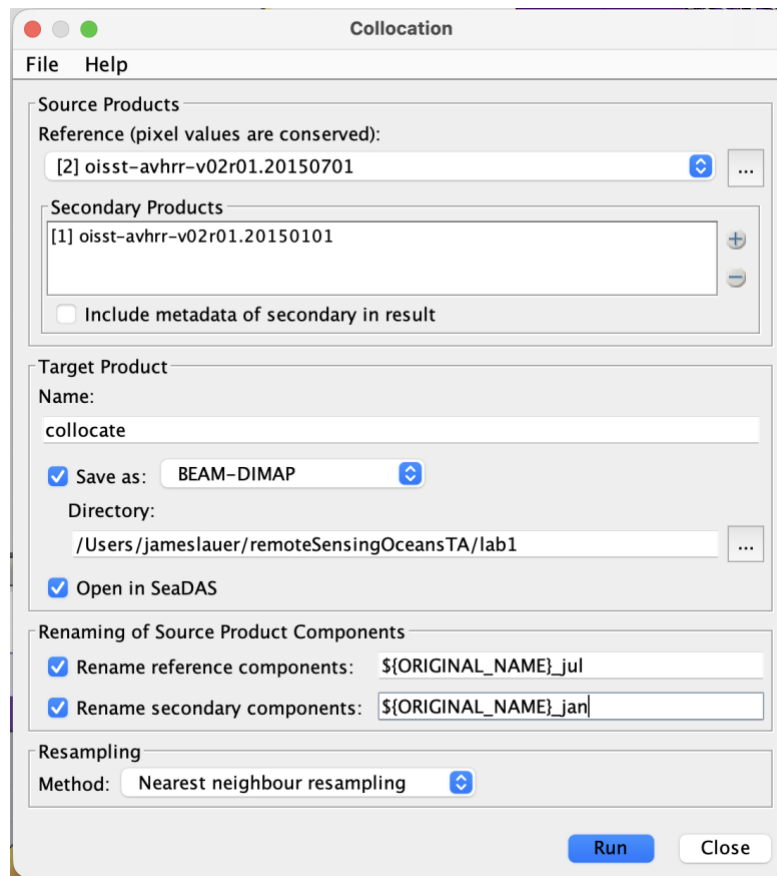 Collocation
File Help
Source Products
Reference (pixel values are conserved):
[2] oisst-avhrr-v02r01.20150701
...
Secondary Products
[1] oisst-avhrr-v02r01.20150101
Include metadata of secondary in result
Target Product
Name:
collocate
Save as: BEAM-DIMAP
Directory:
/Users/jameslauer/remoteSensingOceansTA/lab1
...
Open in SeaDAS
Renaming of Source Product Components
Rename reference components: ${ORIGINAL_NAME}_jul
Rename secondary components: ${ORIGINAL_NAME}_jan
Resampling
Method: Nearest neighbour resampling
Run Close